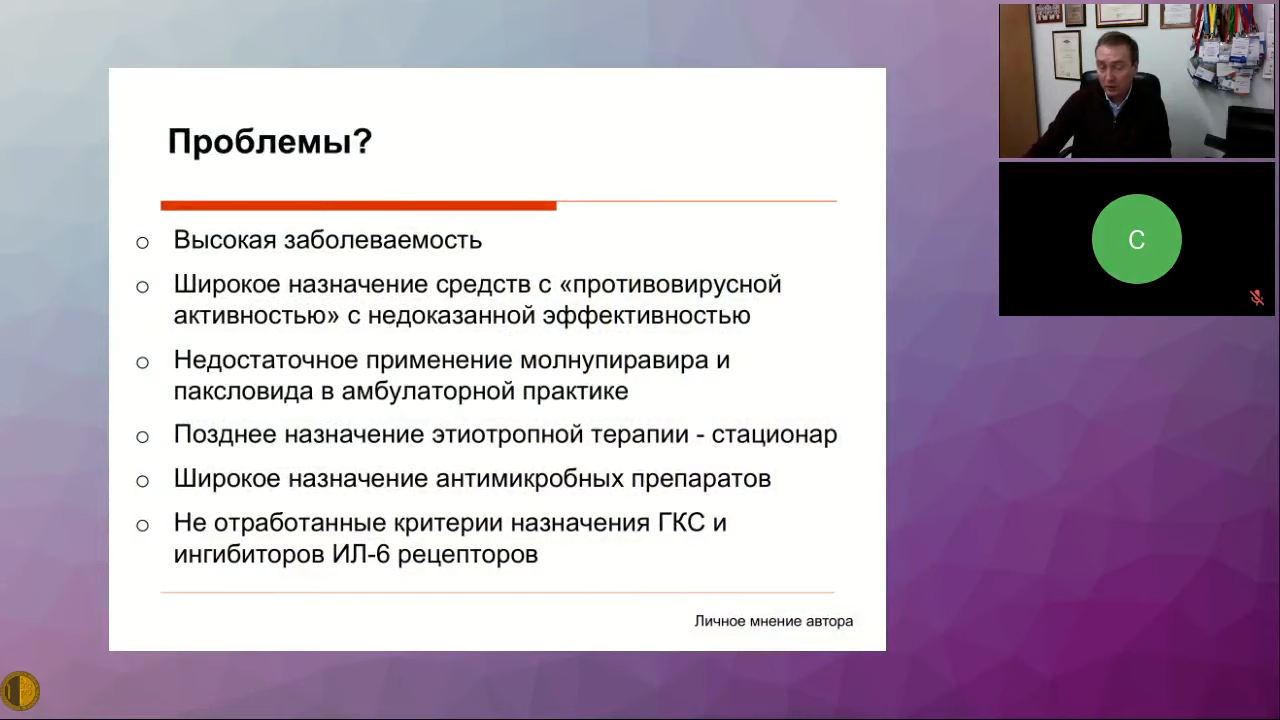 Проблемы?
Высокая заболеваемость
Широкое назначение средств с «противовирусной
активностью» с недоказанной эффективностью
Недостаточное применение молнупиравира и
паксловида в амбулаторной практике
Позднее назначение этиотропной терапии - стационар
Широкое назначение антимикробных препаратов
Не отработанные критерии назначения ГКС и
ингибиторов ИЛ-6 рецепторов
Личное мнение автора
С